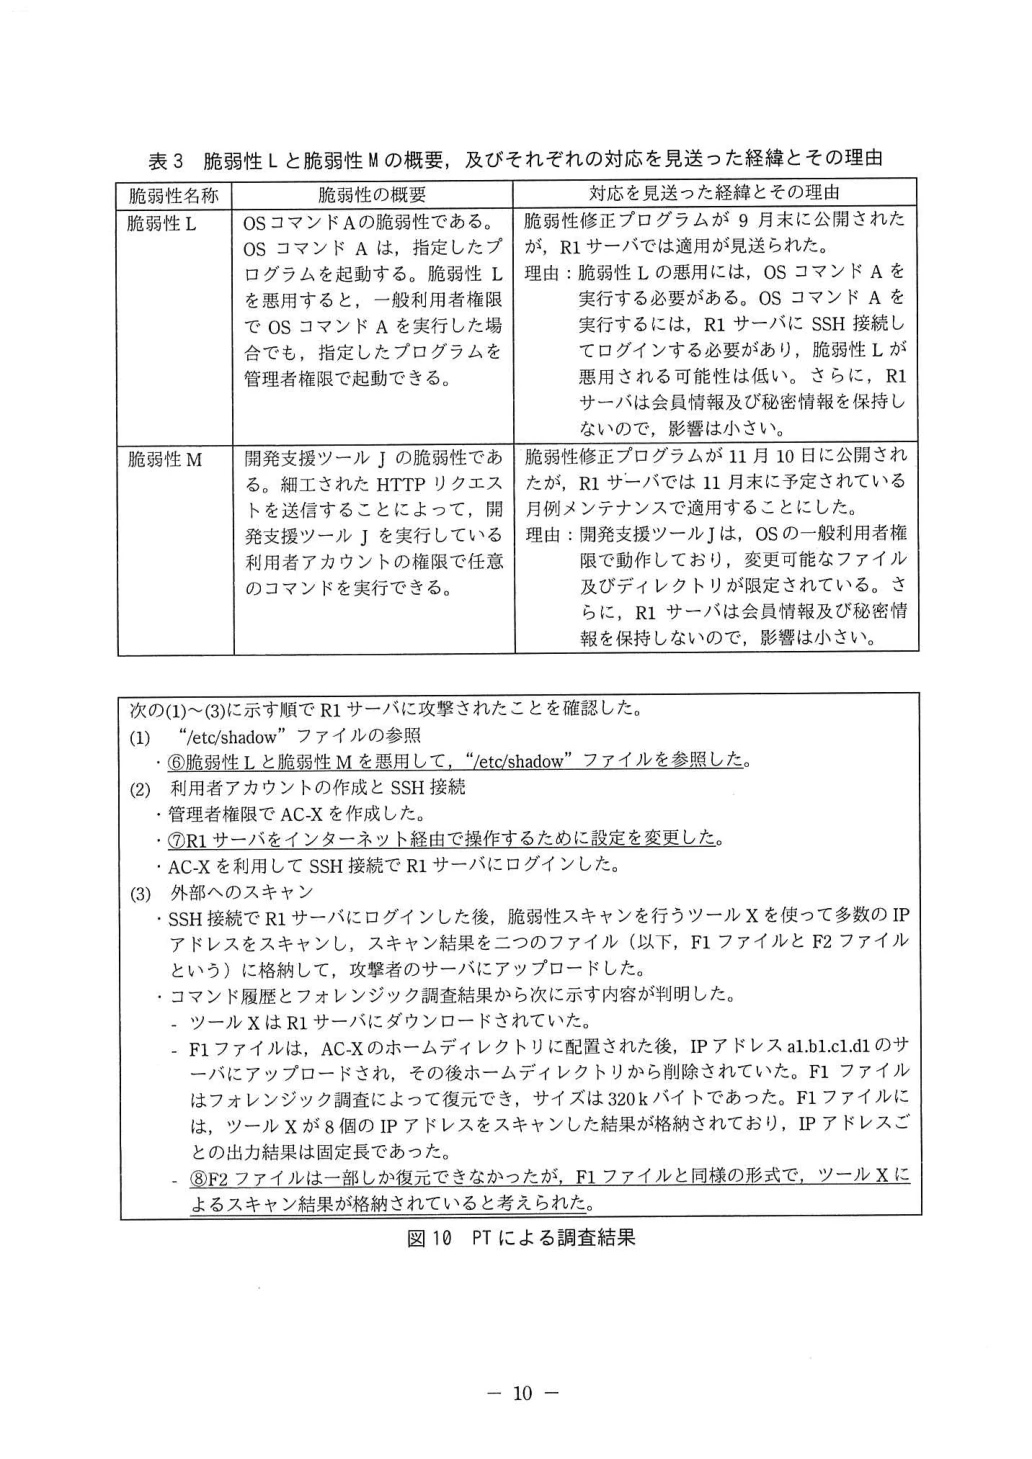 表3 脆弱性Lと脆弱性Mの概要，及びそれぞれの対応を見送った経緯とその理由
脆弱性名称
脆弱性の概要
対応を見送った経緯とその理由
脆弱性L
OSコマンドAの脆弱性である。
OS コマンド A は，指定したプ
ログラムを起動する。脆弱性 L
を悪用すると，一般利用者権限
で OS コマンド A を実行した場
合でも，指定したプログラムを
管理者権限で起動できる。
脆弱性修正プログラムが 9 月末に公開された
が，R1 サーバでは適用が見送られた。
理由：脆弱性 L の悪用には，OS コマンド A を
実行する必要がある。OS コマンド A を
実行するには，R1 サーバに SSH 接続し
てログインする必要があり，脆弱性 L が
悪用される可能性は低い。さらに，R1
サーバは会員情報及び秘密情報を保持し
ないので，影響は小さい。
脆弱性M
開発支援ツール J の脆弱性であ
る。細工された HTTP リクエス
トを送信することによって，開
発支援ツール J を実行している
利用者アカウントの権限で任意
のコマンドを実行できる。
脆弱性修正プログラムが 11 月 10 日に公開され
たが，R1 サーバでは 11 月末に予定されている
月例メンテナンスで適用することにした。
理由：開発支援ツールJは，OSの一般利用者権
限で動作しており，変更可能なファイル
及びディレクトリが限定されている。さ
らに，R1 サーバは会員情報及び秘密情
報を保持しないので，影響は小さい。
次の(1)～(3)に示す順で R1 サーバに攻撃されたことを確認した。
(1) “/etc/shadow” ファイルの参照
・⑥脆弱性 L と脆弱性 M を悪用して，“/etc/shadow” ファイルを参照した。
(2) 利用者アカウントの作成と SSH 接続
・管理者権限で AC-X を作成した。
・⑦R1 サーバをインターネット経由で操作するために設定を変更した。
・AC-X を利用して SSH 接続で R1 サーバにログインした。
(3) 外部へのスキャン
・SSH 接続で R1 サーバにログインした後，脆弱性スキャンを行うツール X を使って多数の IP
アドレスをスキャンし，スキャン結果を二つのファイル（以下，F1 ファイルと F2 ファイル
という）に格納して，攻撃者のサーバにアップロードした。
・コマンド履歴とフォレンジック調査結果から次に示す内容が判明した。
- ツール X は R1 サーバにダウンロードされていた。
- F1 ファイルは，AC-X のホームディレクトリに配置された後，IP アドレス a1.b1.c1.d1 のサ
ーバにアップロードされ，その後ホームディレクトリから削除されていた。F1 ファイル
はフォレンジック調査によって復元でき，サイズは 320 k バイトであった。F1 ファイルに
は，ツール X が 8 個の IP アドレスをスキャンした結果が格納されており，IP アドレスご
との出力結果は固定長であった。
- ⑧F2 ファイルは一部しか復元できなかったが，F1 ファイルと同様の形式で，ツール X に
よるスキャン結果が格納されていると考えられた。
図 10 PT による調査結果
－ 10 －